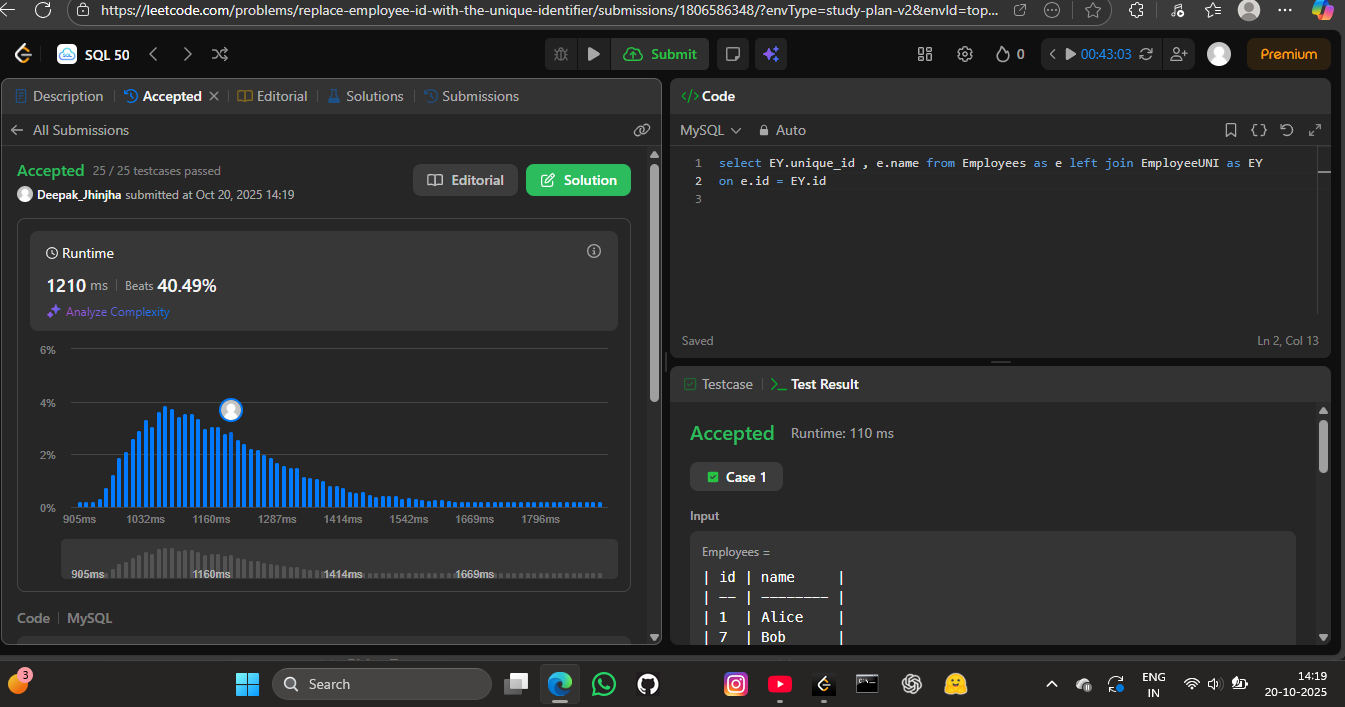 https://leetcode.com/problems/replace-employee-id-with-the-unique-identifier/submissions/1806586348/?envType=study-plan-v2&envId=top...
SQL 50
Submit
0
00:43:03
Premium
Description
Accepted
Editorial
Solutions
Submissions
All Submissions
Accepted 25 / 25 testcases passed
Deepak_Jhinjha submitted at Oct 20, 2025 14:19
Editorial
Solution
Runtime
1210 ms Beats 40.49%
Analyze Complexity
6%
4%
2%
0%
905ms 1032ms 1160ms 1287ms 1414ms 1542ms 1669ms 1796ms
905ms 1160ms 1414ms 1669ms
Code MySQL
</> Code
MySQL Auto
1 select EY.unique_id , e.name from Employees as e left join EmployeeUNI as EY
2 on e.id = EY.id
3
Saved
Ln 2, Col 13
Testcase
Test Result
Accepted Runtime: 110 ms
Case 1
Input
Employees =
| id | name |
| -- | -------- |
| 1 | Alice |
| 7 | Bob |
3
Search
ENG
IN
14:19
20-10-2025